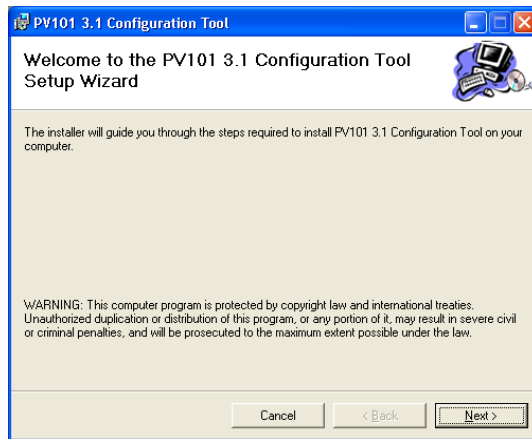 PV101 3.1 Configuration Tool
Welcome to the PV101 3.1 Configuration Tool
Setup Wizard
The installer will guide you through the steps required to install PV101 3.1 Configuration Tool on your
computer.
WARNING: This computer program is protected by copyright law and international treaties.
Unauthorized duplication or distribution of this program, or any portion of it, may result in severe civil
or criminal penalties, and will be prosecuted to the maximum extent possible under the law.
Cancel
< Back
Next >